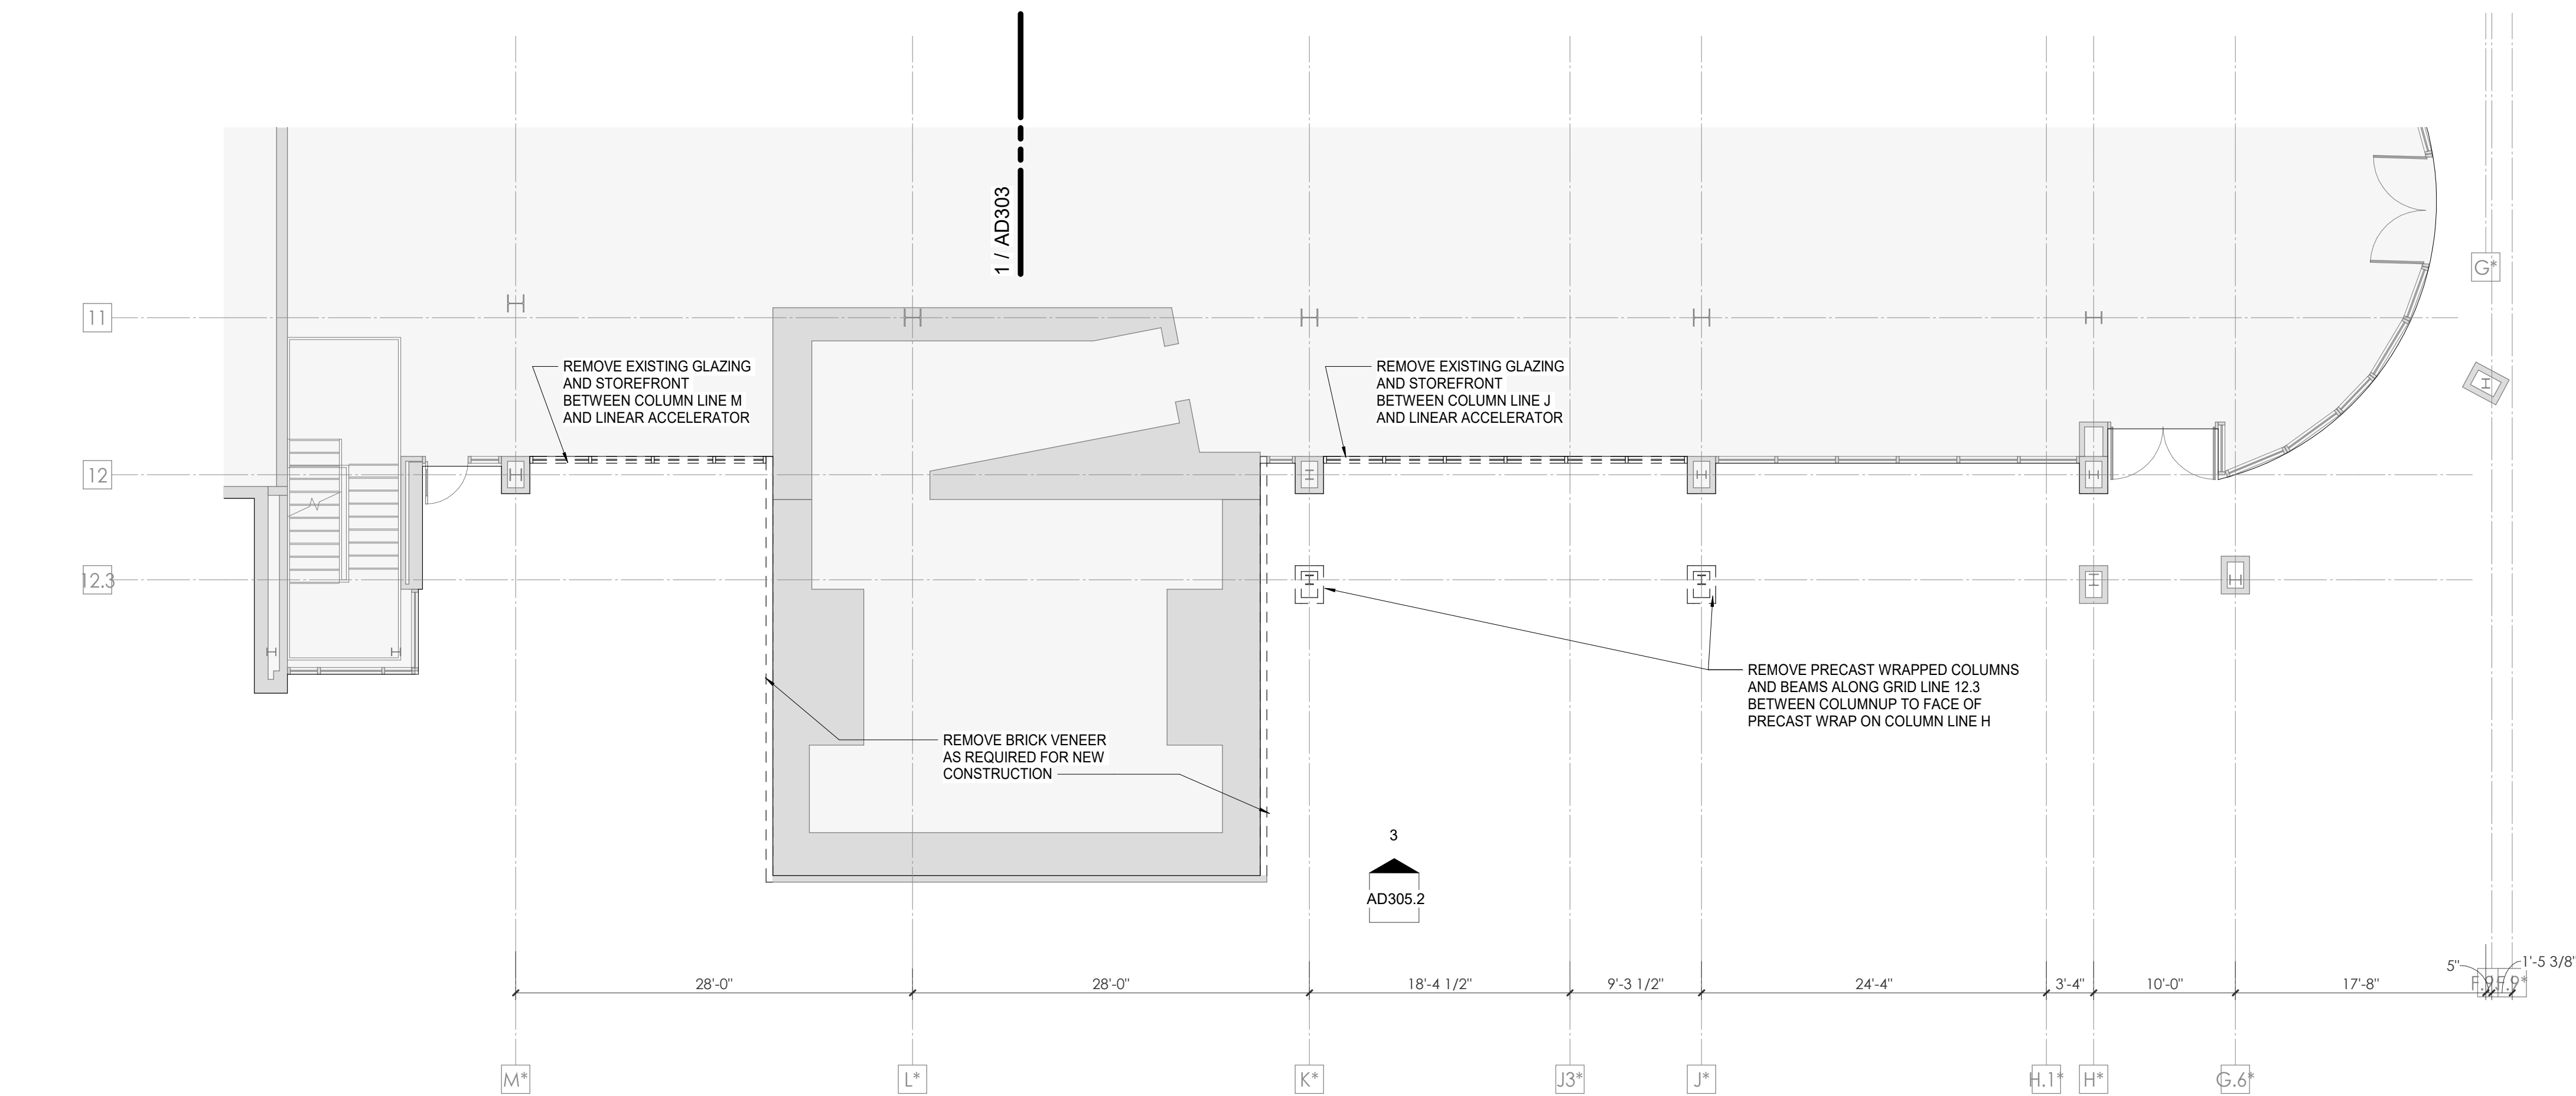 1 / AD303
G*
11
REMOVE EXISTING GLAZING
AND STOREFRONT
BETWEEN COLUMN LINE M
AND LINEAR ACCELERATOR
REMOVE EXISTING GLAZING
AND STOREFRONT
BETWEEN COLUMN LINE J
AND LINEAR ACCELERATOR
12
12.3
REMOVE PRECAST WRAPPED COLUMNS
AND BEAMS ALONG GRID LINE 12.3
BETWEEN COLUMNUP TO FACE OF
PRECAST WRAP ON COLUMN LINE H
REMOVE BRICK VENEER
AS REQUIRED FOR NEW
CONSTRUCTION
3
AD305.2
28'-0"
28'-0"
18'-4 1/2"
9'-3 1/2"
24'-4"
3'-4"
10'-0"
17'-8"
5"
1'-5 3/8"
M*
L*
K*
J3*
J*
H.1*
H*
G.6*